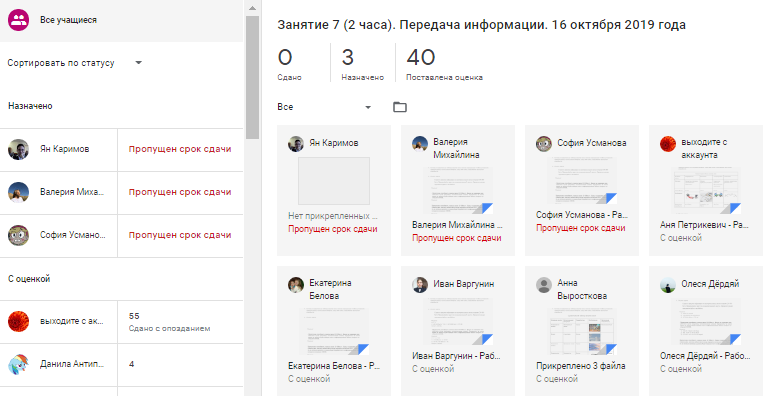 Все учащиеся
Сортировать по статусу
Назначено
Ян Каримов
Пропущен срок сдачи
Валерия Миха...
Пропущен срок сдачи
София Усмано...
Пропущен срок сдачи
С оценкой
выходите с ак...
55
Сдано с опозданием
Данила Антип...
4
Занятие 7 (2 часа). Передача информации. 16 октября 2019 года
0
3
40
Сдано
Назначено
Поставлена оценка
Все
Ян Каримов
Нет прикрепленных ...
Пропущен срок сдачи
Валерия
Михайлина
Валерия Михайлина ...
Пропущен срок сдачи
София Усманова
София Усманова - Ра...
Пропущен срок сдачи
выходите с
аккаунта
Аня Петрикевич - Ра...
С оценкой
Екатерина
Белова
Екатерина Белова - Р...
С оценкой
Иван Варгунин
Иван Варгунин - Рабо...
С оценкой
Анна
Выросткова
Прикреплено 3 файла
С оценкой
Олеся Дёрдяй
Олеся Дёрдяй - Рабо...
С оценкой